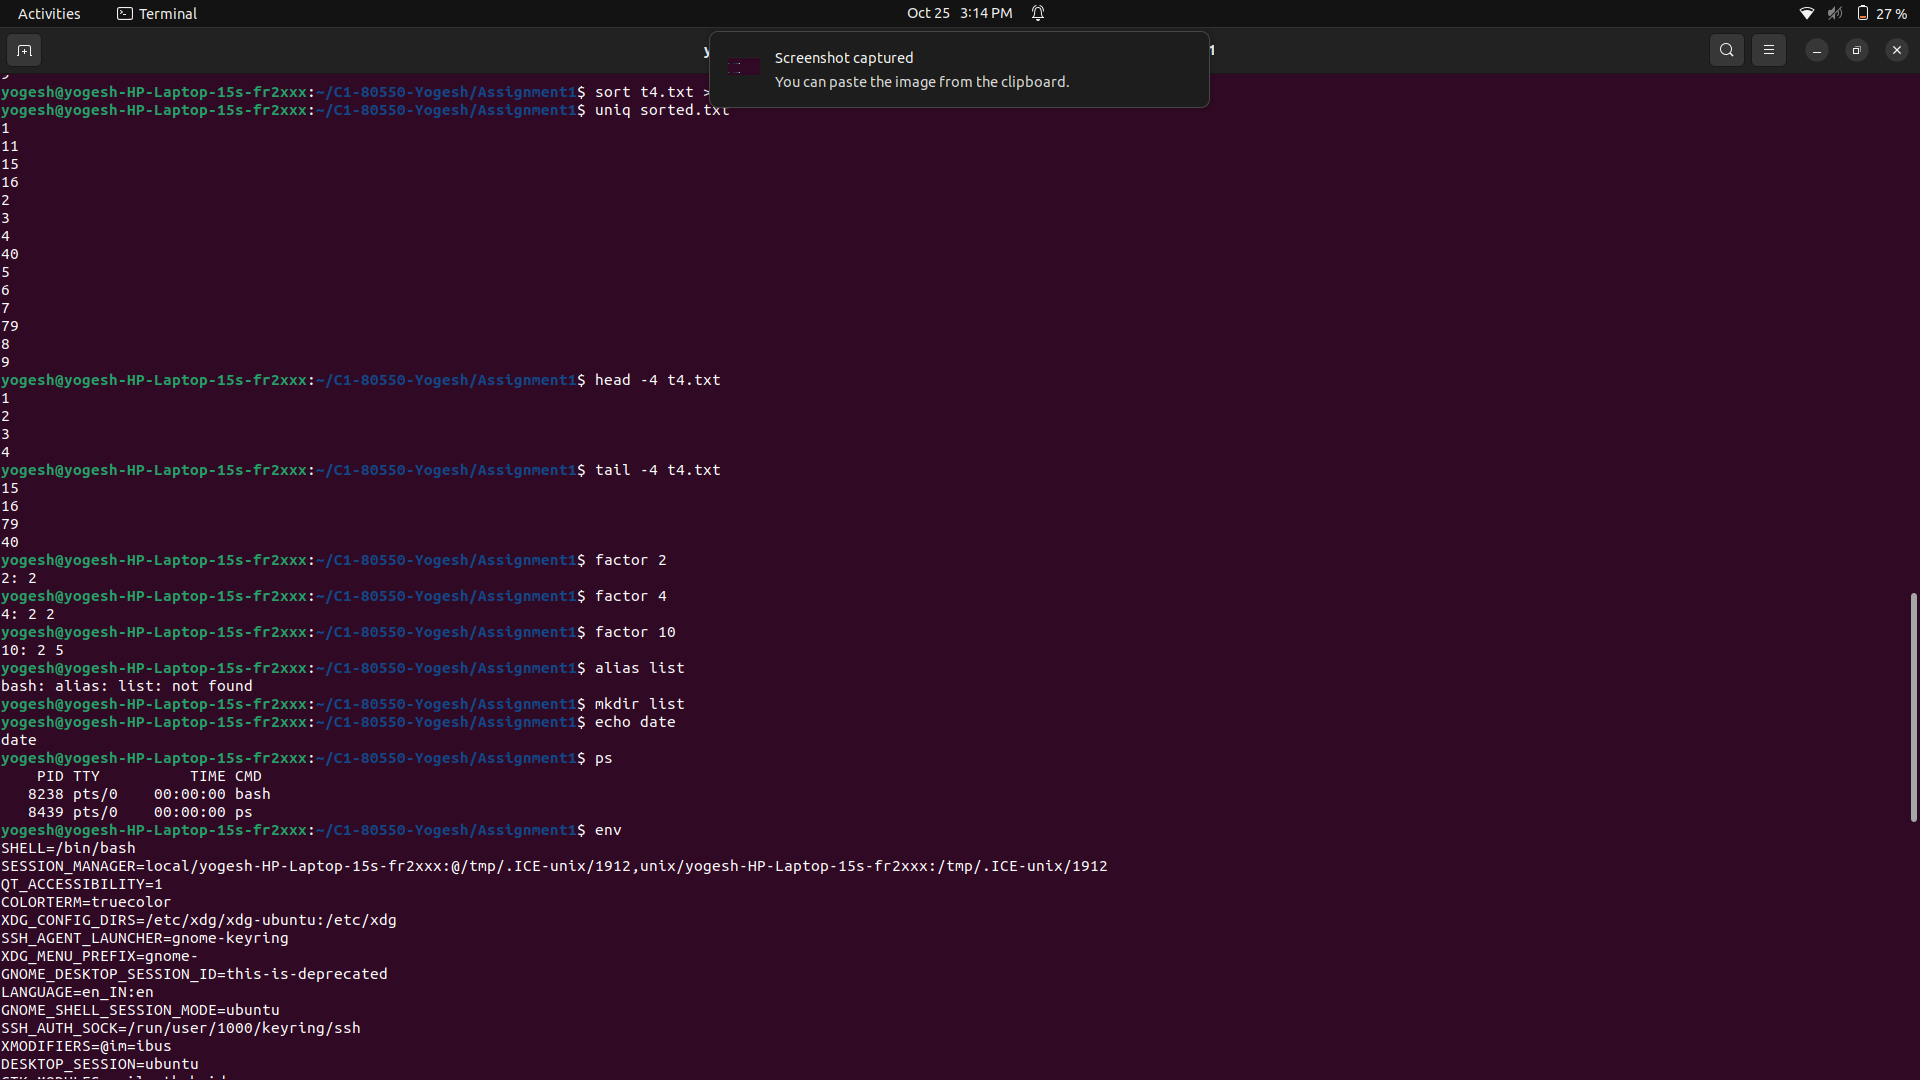 Activities Terminal Oct 25 3:14 PM 27 %
Screenshot captured
You can paste the image from the clipboard.
yogesh@yogesh-HP-Laptop-15s-fr2xxx:~/C1-80550-Yogesh/Assignment1$ sort t4.txt >
yogesh@yogesh-HP-Laptop-15s-fr2xxx:~/C1-80550-Yogesh/Assignment1$ uniq sorted.txt
1
11
15
16
2
3
4
40
5
6
7
79
8
9
yogesh@yogesh-HP-Laptop-15s-fr2xxx:~/C1-80550-Yogesh/Assignment1$ head -4 t4.txt
1
2
3
4
yogesh@yogesh-HP-Laptop-15s-fr2xxx:~/C1-80550-Yogesh/Assignment1$ tail -4 t4.txt
15
16
79
40
yogesh@yogesh-HP-Laptop-15s-fr2xxx:~/C1-80550-Yogesh/Assignment1$ factor 2
2: 2
yogesh@yogesh-HP-Laptop-15s-fr2xxx:~/C1-80550-Yogesh/Assignment1$ factor 4
4: 2 2
yogesh@yogesh-HP-Laptop-15s-fr2xxx:~/C1-80550-Yogesh/Assignment1$ factor 10
10: 2 5
yogesh@yogesh-HP-Laptop-15s-fr2xxx:~/C1-80550-Yogesh/Assignment1$ alias list
bash: alias: list: not found
yogesh@yogesh-HP-Laptop-15s-fr2xxx:~/C1-80550-Yogesh/Assignment1$ mkdir list
yogesh@yogesh-HP-Laptop-15s-fr2xxx:~/C1-80550-Yogesh/Assignment1$ echo date
date
yogesh@yogesh-HP-Laptop-15s-fr2xxx:~/C1-80550-Yogesh/Assignment1$ ps
    PID TTY          TIME CMD
   8238 pts/0    00:00:00 bash
   8439 pts/0    00:00:00 ps
yogesh@yogesh-HP-Laptop-15s-fr2xxx:~/C1-80550-Yogesh/Assignment1$ env
SHELL=/bin/bash
SESSION_MANAGER=local/yogesh-HP-Laptop-15s-fr2xxx:@/tmp/.ICE-unix/1912,unix/yogesh-HP-Laptop-15s-fr2xxx:/tmp/.ICE-unix/1912
QT_ACCESSIBILITY=1
COLORTERM=truecolor
XDG_CONFIG_DIRS=/etc/xdg/xdg-ubuntu:/etc/xdg
SSH_AGENT_LAUNCHER=gnome-keyring
XDG_MENU_PREFIX=gnome-
GNOME_DESKTOP_SESSION_ID=this-is-deprecated
LANGUAGE=en_IN:en
GNOME_SHELL_SESSION_MODE=ubuntu
SSH_AUTH_SOCK=/run/user/1000/keyring/ssh
XMODIFIERS=@im=ibus
DESKTOP_SESSION=ubuntu